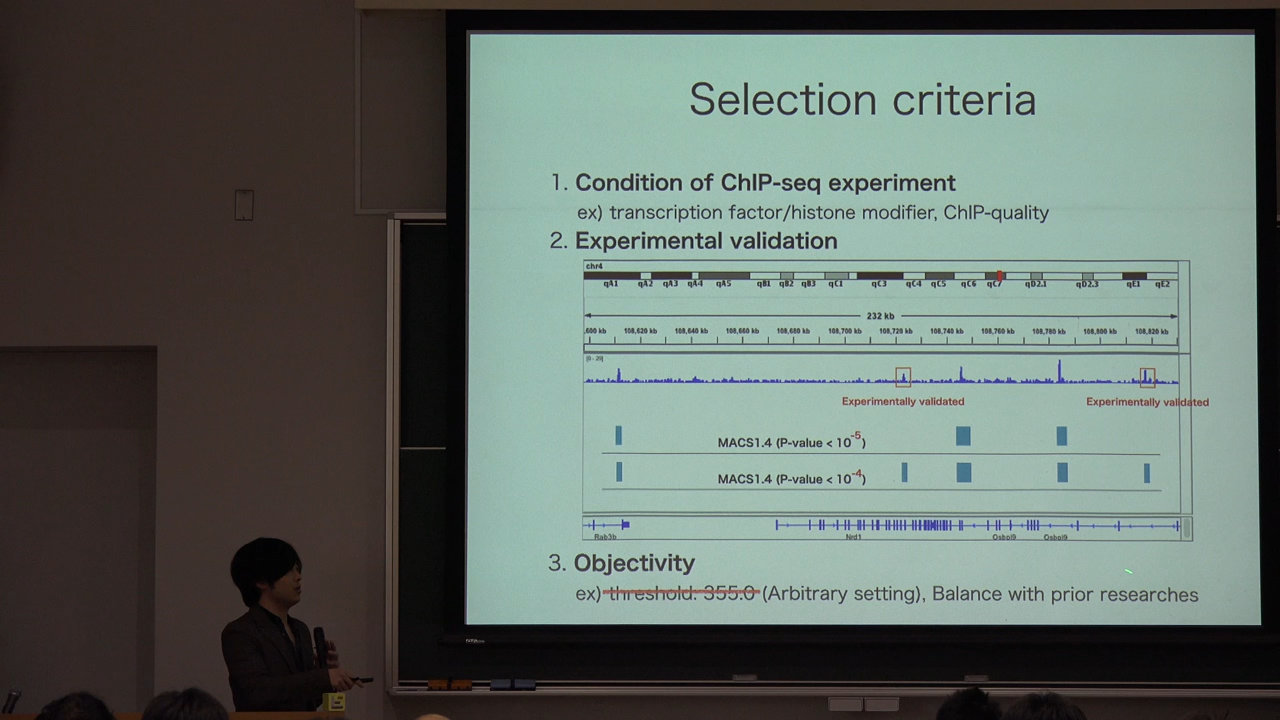 Selection criteria
1. Condition of ChIP-seq experiment
ex) transcription factor/histone modifier, ChIP-quality
2. Experimental validation
chr4
qA1 qA2 qA3 qA4 qA5 qB1 qB2 qB3 qC1 qC3 qC4 qC5 qC6 qC7 qD2.1 qD2.3 qE1 qE2
232 kb
,600 kb 108,620 kb 108,640 kb 108,660 kb 108,680 kb 108,700 kb 108,720 kb 108,740 kb 108,760 kb 108,780 kb 108,800 kb 108,820 kb
[0 - 29]
Experimentally validated Experimentally validated
MACS1.4 (P-value < 10-5)
MACS1.4 (P-value < 10-4)
Rab3b Nrd1 Osbpl9 Osbpl9
3. Objectivity
ex) threshold: 355.0 (Arbitrary setting), Balance with prior researches